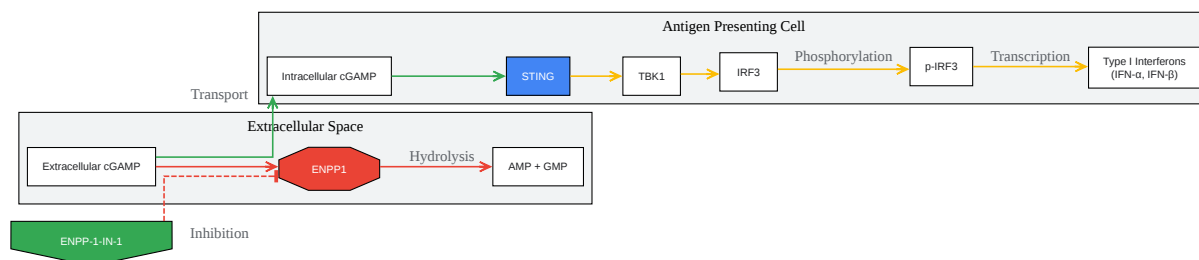 Antigen Presenting Cell
Intracellular cGAMP
STING
TBK1
IRF3
Phosphorylation
p-IRF3
Transcription
Type I Interferons
(IFN-α, IFN-β)
Transport
Extracellular Space
Extracellular cGAMP
ENPP1
Hydrolysis
AMP + GMP
ENPP-1-IN-1
Inhibition